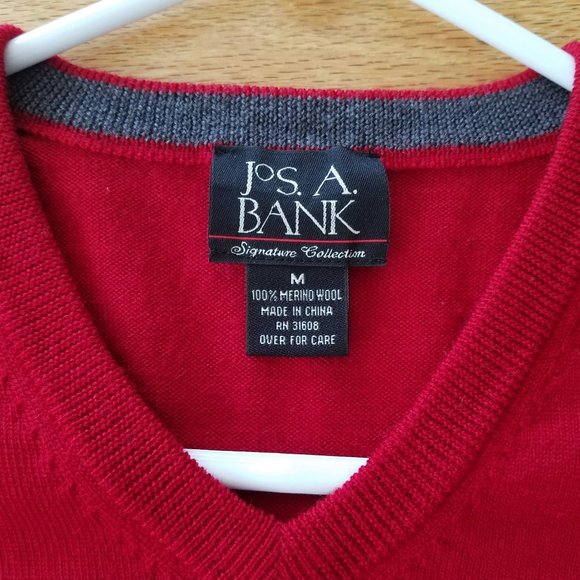 JOS. A.
BANK
Signature Collection
M
100% MERINO WOOL
MADE IN CHINA
RN 31608
OVER FOR CARE